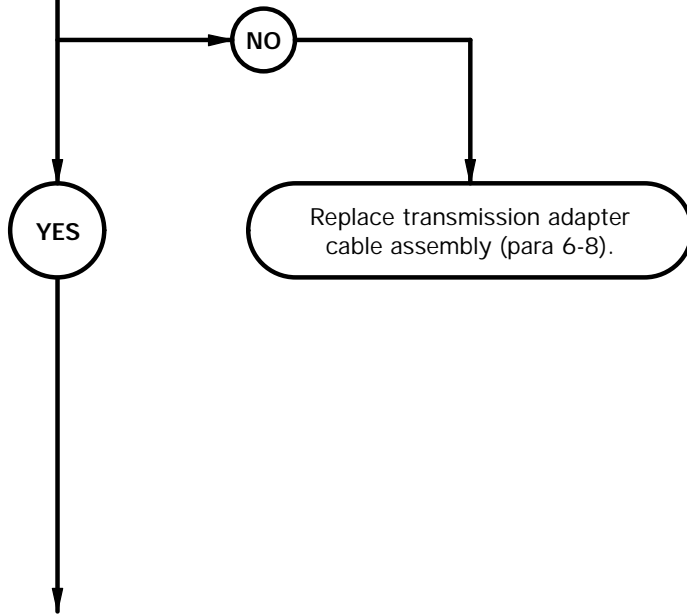 NO
YES
Replace transmission adapter
cable assembly (para 6-8).